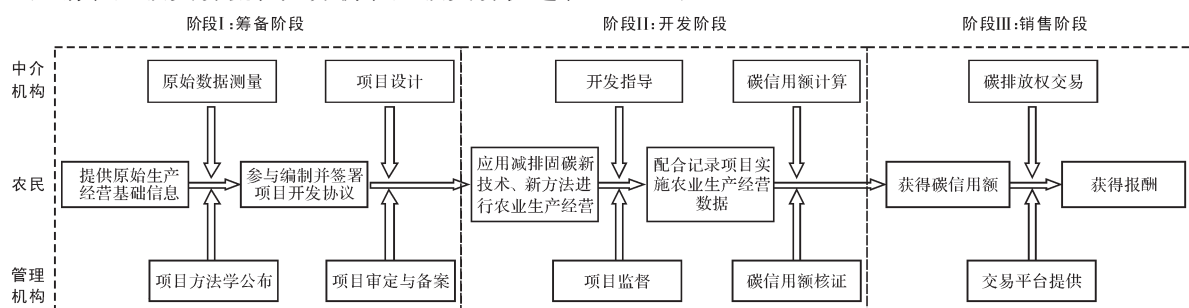 阶段I:筹备阶段
阶段II:开发阶段
阶段III:销售阶段
中介
机构
原始数据测量
项目设计
开发指导
碳信用额计算
碳排放权交易
农民
提供原始生产
经营基础信息
参与编制并签署
项目开发协议
应用减排固碳新
技术、新方法进
行农业生产经营
配合记录项目实
施农业生产经营
数据
获得碳信用额
获得报酬
管理
机构
项目方法学公布
项目审定与备案
项目监督
碳信用额核证
交易平台提供